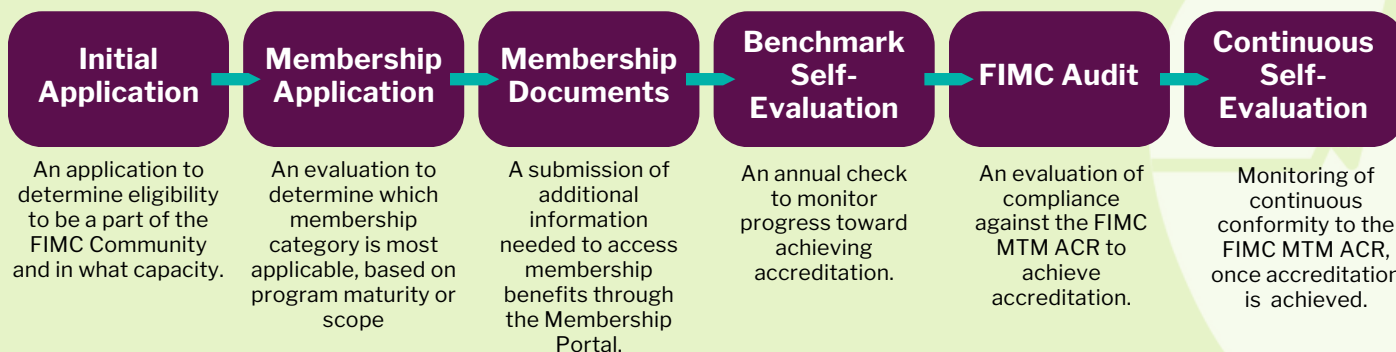 Initial
Application
Membership
Application
Membership
Documents
Benchmark
Self-
Evaluation
FIMC Audit
Continuous
Self-
Evaluation
An application to
determine eligibility
to be a part of the
FIMC Community
and in what capacity.
An evaluation to
determine which
membership
category is most
applicable, based on
program maturity or
scope
A submission of
additional
information
needed to access
membership
benefits through
the Membership
Portal.
An annual check
to monitor
progress toward
achieving
accreditation.
An evaluation of
compliance
against the FIMC
MTM ACR to
achieve
accreditation.
Monitoring of
continuous
conformity to the
FIMC MTM ACR,
once accreditation
is achieved.